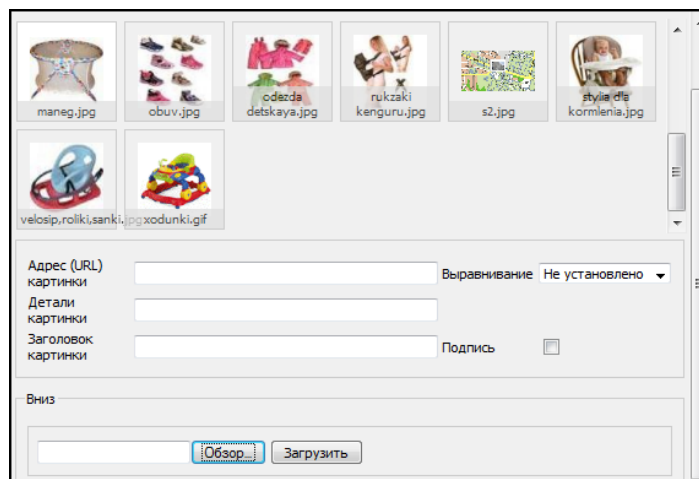 maneg.jpg
obuv.jpg
odezda
detskaya.jpg
rukzaki
kenguru.jpg
s2.jpg
stylia dla
kormlenia.jpg
velosip,roliki,sanki.jpg
xodunki.gif
Адрес (URL)
картинки
Выравнивание Не установлено
Детали
картинки
Заголовок
картинки
Подпись
Вниз
Обзор... Загрузить